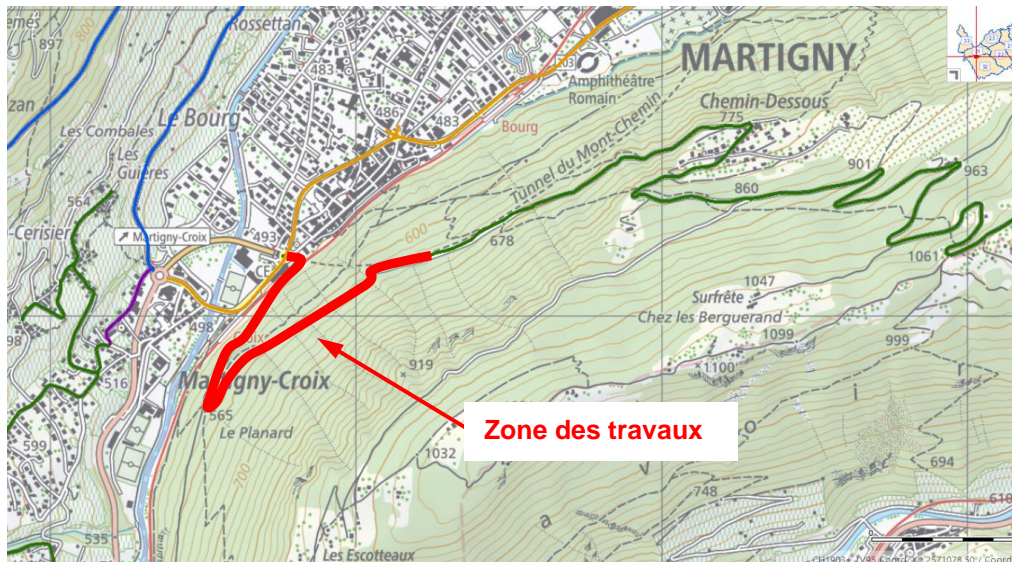 897
800
Rossettan
483
203
Amphithéâtre
Romain
MARTIGNY
Chemin-Dessous
775
Les Combales
Le Bourg
Les
Guieres
486
483
Bourg
Tunnel du Mont-Chemin
901
963
860
564
Cerisier
Martigny-Croix
493
600
678
1061
1047
Surfrête
Chez les Berguerand
498
1099
999
919
1100
516
Martigny-Croix
565
Le Planard
Zone des travaux
599
700
1032
748
694
535
Les Escotteaux